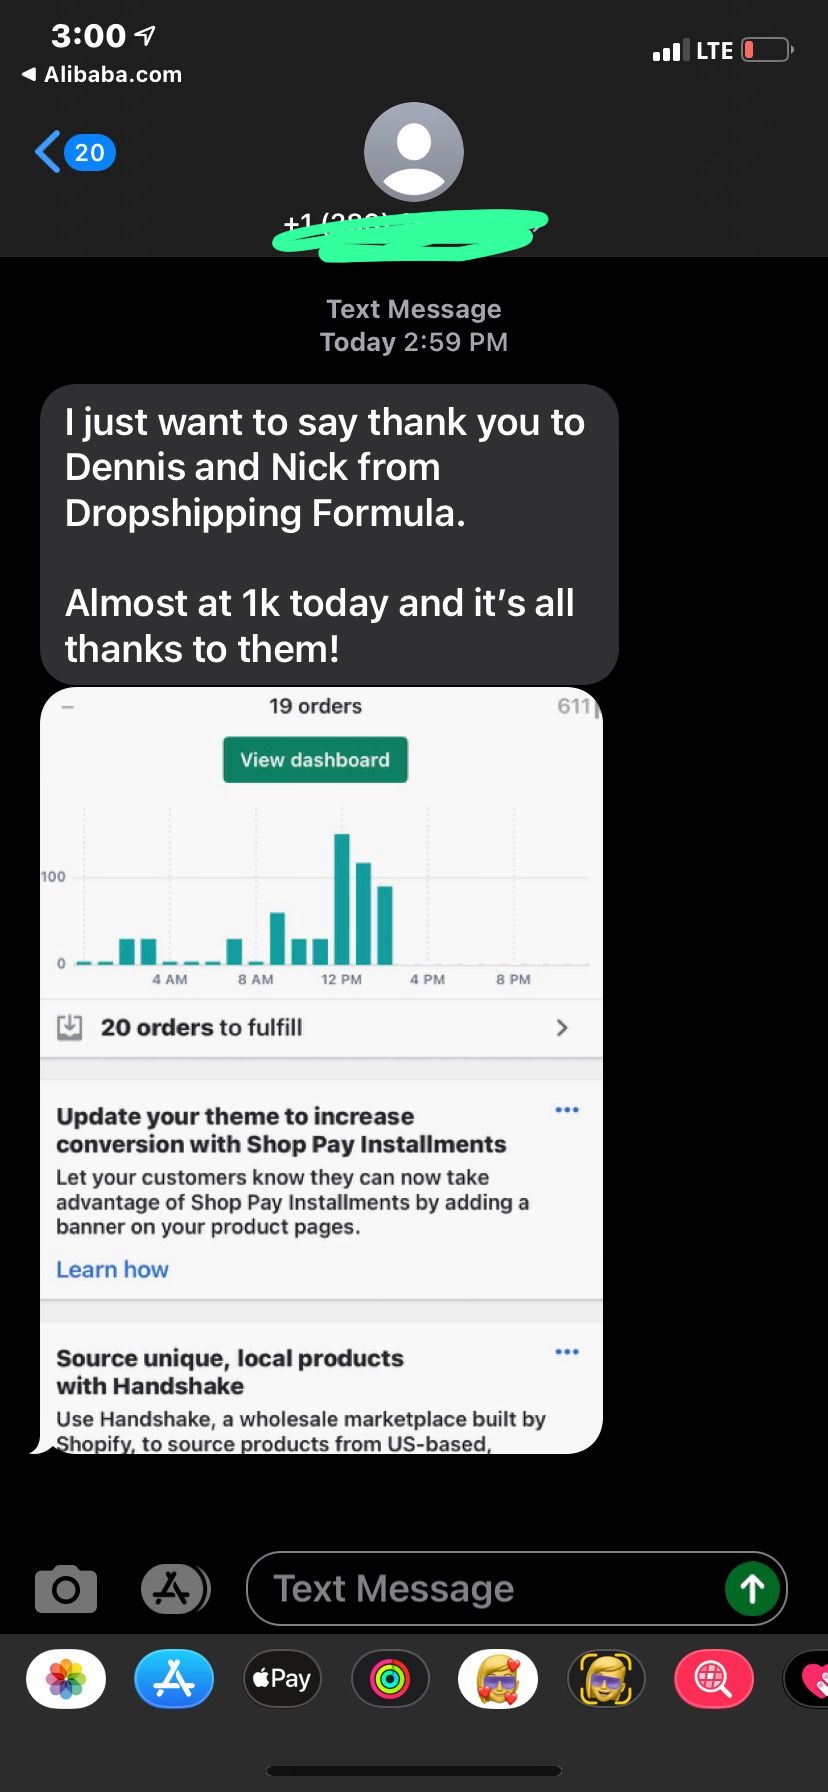 3:00
LTE
◀ Alibaba.com
20
+1
Text Message
Today 2:59 PM
I just want to say thank you to
Dennis and Nick from
Dropshipping Formula.
Almost at 1k today and it's all
thanks to them!
19 orders
611
View dashboard
100
0
4 AM 8 AM 12 PM 4 PM 8 PM
20 orders to fulfill
Update your theme to increase
conversion with Shop Pay Installments
Let your customers know they can now take
advantage of Shop Pay Installments by adding a
banner on your product pages.
Learn how
Source unique, local products
with Handshake
Use Handshake, a wholesale marketplace built by
Shopify, to source products from US-based,
Text Message
Pay